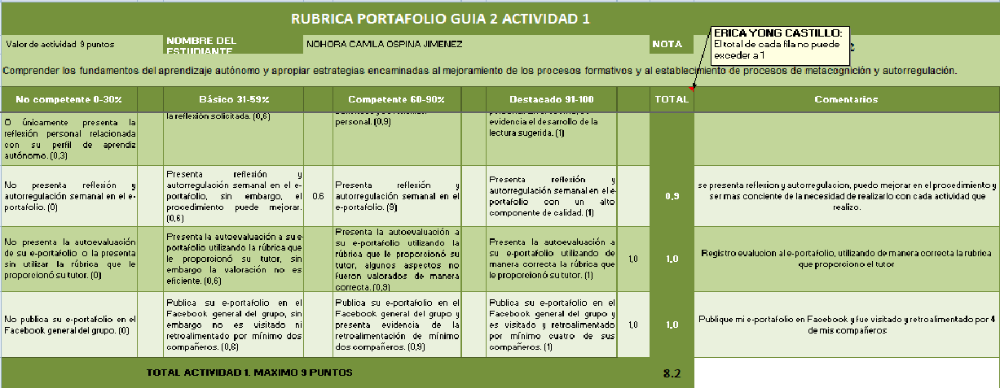 RUBRICA PORTAFOLIO GUIA 2 ACTIVIDAD 1
Valor de actividad 9 puntos
NOMBRE DEL
ESTUDIANTE
NOHORA CAMILA OSPINA JIMENEZ
NOTA
ERICA YONG CASTILLO:
El total de cada fila no puede
exceder a 1
Comprender los fundamentos del aprendizaje autónomo y apropiar estrategias encaminadas al mejoramiento de los procesos formativos y al establecimiento de procesos de metacognición y autorregulación.
No competente 0-30%
Básico 31-59%
Competente 60-90%
Destacado 91-100
TOTAL
Comentarios
O únicamente presenta la
reflexión personal relacionada
con su perfil de aprendiz
autónomo. (0,3)
la reflexión solicitada. (0,6)
personal. (0,9)
evidencia el desarrollo de la
lectura sugerida. (1)
No presenta reflexión y
autorregulación semanal en el e-
portafolio. (0)
Presenta reflexión y
autorregulación semanal en el e-
portafolio, sin embargo, el
procedimiento puede mejorar.
(0,6)
0.6
Presenta reflexión y
autorregulación semanal en el
e-portafolio. (9)
Presenta reflexión y
autorregulación semanal en el e-
portafolio con un alto
componente de calidad. (1)
0,9
se presenta reflexion y autorregulacion, puedo mejorar en el procedimiento y
ser mas conciente de la necesidad de realizarlo con cada actividad que
realizo.
No presenta la autoevaluación
de su e-portafolio o la presenta
sin utilizar la rúbrica que le
proporcionó su tutor. (0)
Presenta la autoevaluación a su e-
portafolio utilizando la rúbrica que
le proporcionó su tutor, sin
embargo la valoración no es
eficiente. (0,6)
Presenta la autoevaluación a
su e-portafolio utilizando la
rúbrica que le proporcionó su
tutor, algunos aspectos no
fueron valorados de manera
correcta. (0,9)
Presenta la autoevaluación a
su e-portafolio utilizando de
manera correcta la rúbrica que
le proporcionó su tutor. (1)
1,0
1,0
Registro evalucion al e-portafolio, utilizando de manera correcta la rubrica
que proporciono el tutor
No publica su e-portafolio en el
Facebook general del grupo. (0)
Publica su e-portafolio en el
Facebook general del grupo, sin
embargo no es visitado ni
retroalimentado por mínimo dos
compañeros. (0,6)
Publica su e-portafolio en el
Facebook general del grupo y
presenta evidencia de la
retroalimentación de mínimo
dos compañeros. (0,9)
Publica su e-portafolio en el
Facebook general del grupo y
es visitado y retroalimentado
por mínimo cuatro de sus
compañeros. (1)
1,0
1,0
Publique mi e-portafolio en Facebook y fue visitado y retroalimentado por 4
de mis compañeros
TOTAL ACTIVIDAD 1. MAXIMO 9 PUNTOS
8.2